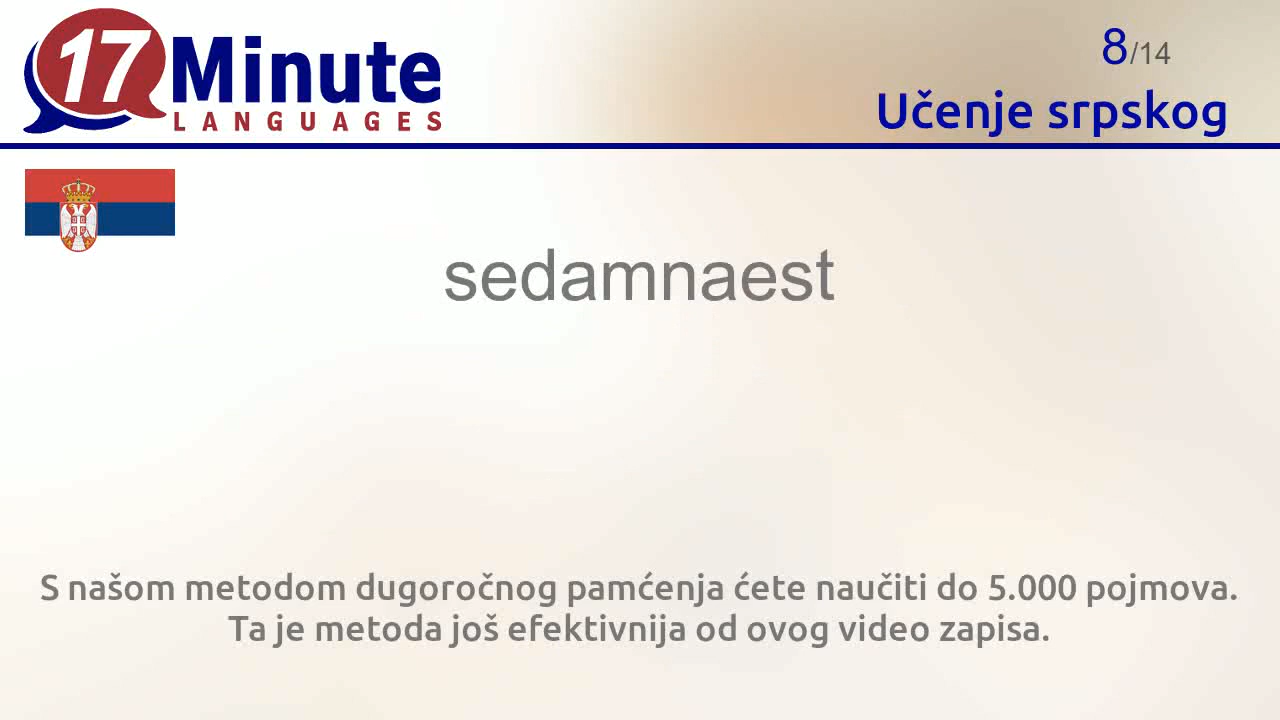 17 Minute
LANGUAGES
8/14
Učenje srpskog
sedamnaest
S našom metodom dugoročnog pamćenja ćete naučiti do 5.000 pojmova.
Ta je metoda još efektivnija od ovog video zapisa.